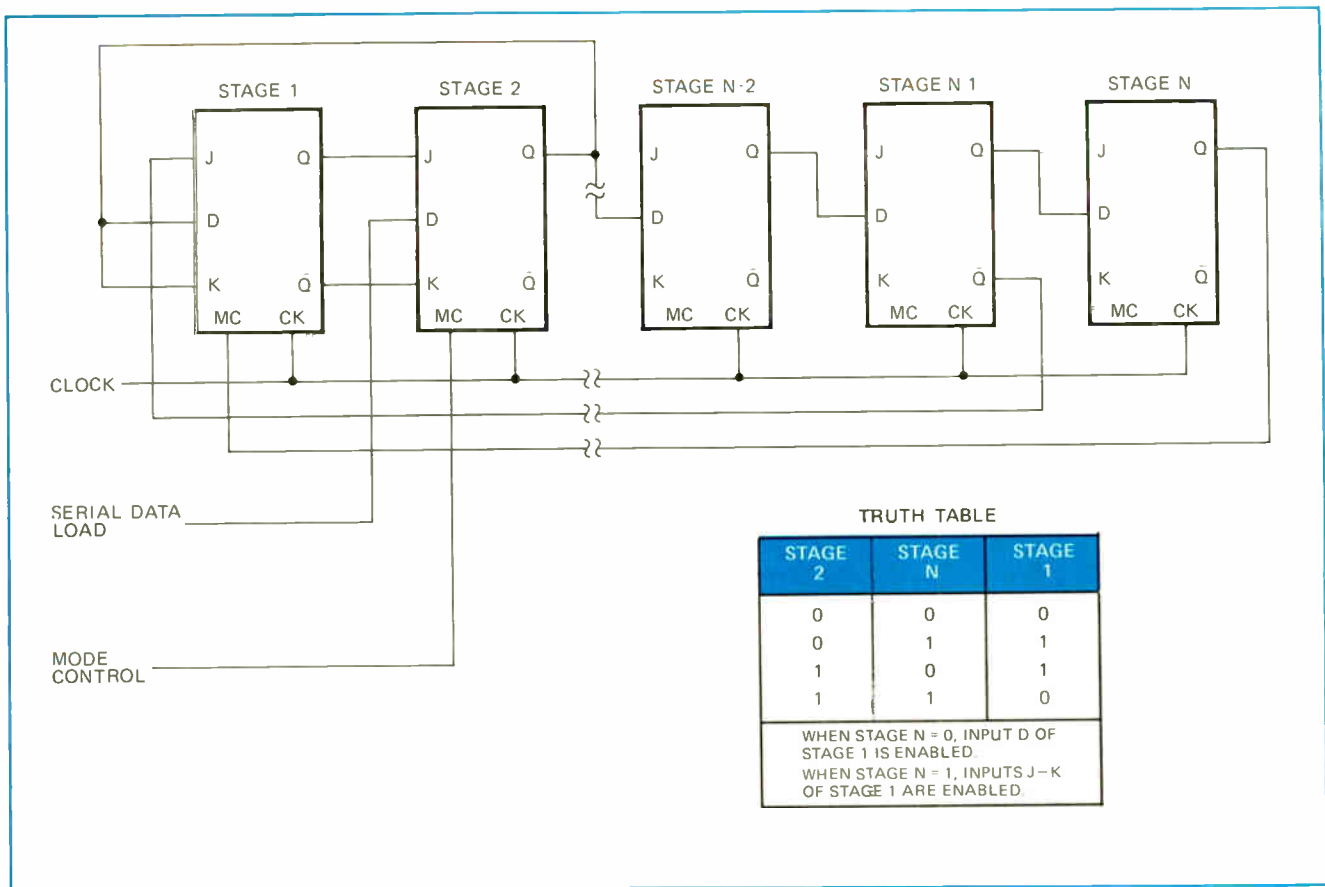 STAGE 1 STAGE 2 STAGE N-2 STAGE N 1 STAGE N
J Q J Q J Q J Q J Q
D D D D D
K Q̄ K Q̄ K Q̄ K Q̄ K Q̄
MC CK MC CK MC CK MC CK MC CK
CLOCK
SERIAL DATA
LOAD
MODE
CONTROL
TRUTH TABLE
STAGE 2 STAGE N STAGE 1
0 0 0
0 1 1
1 0 1
1 1 0
WHEN STAGE N = 0, INPUT D OF
STAGE 1 IS ENABLED.
WHEN STAGE N = 1, INPUTS J-K
OF STAGE 1 ARE ENABLED.